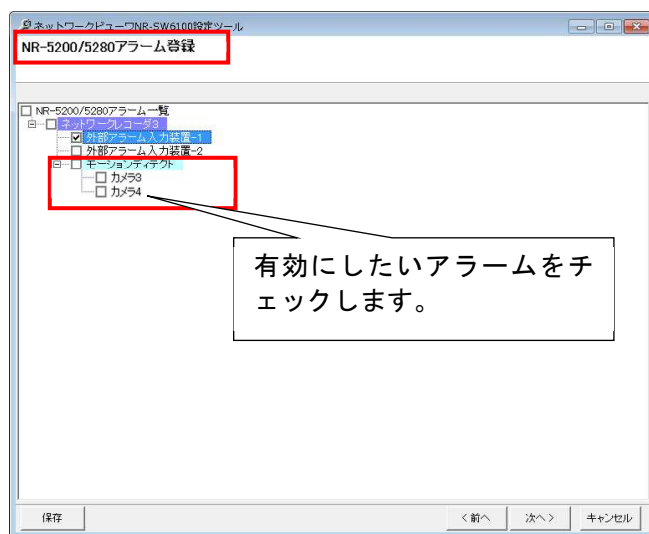 ネットワークビューワNR-SW6100設定ツール
NR-5200/5280アラーム登録
NR-5200/5280アラーム一覧
ネットワークレコーダ3
外部アラーム入力装置-1
外部アラーム入力装置-2
モーションディテクト
カメラ3
カメラ4
有効にしたいアラームをチ
ェックします。
保存
<前へ
次へ>
キャンセル